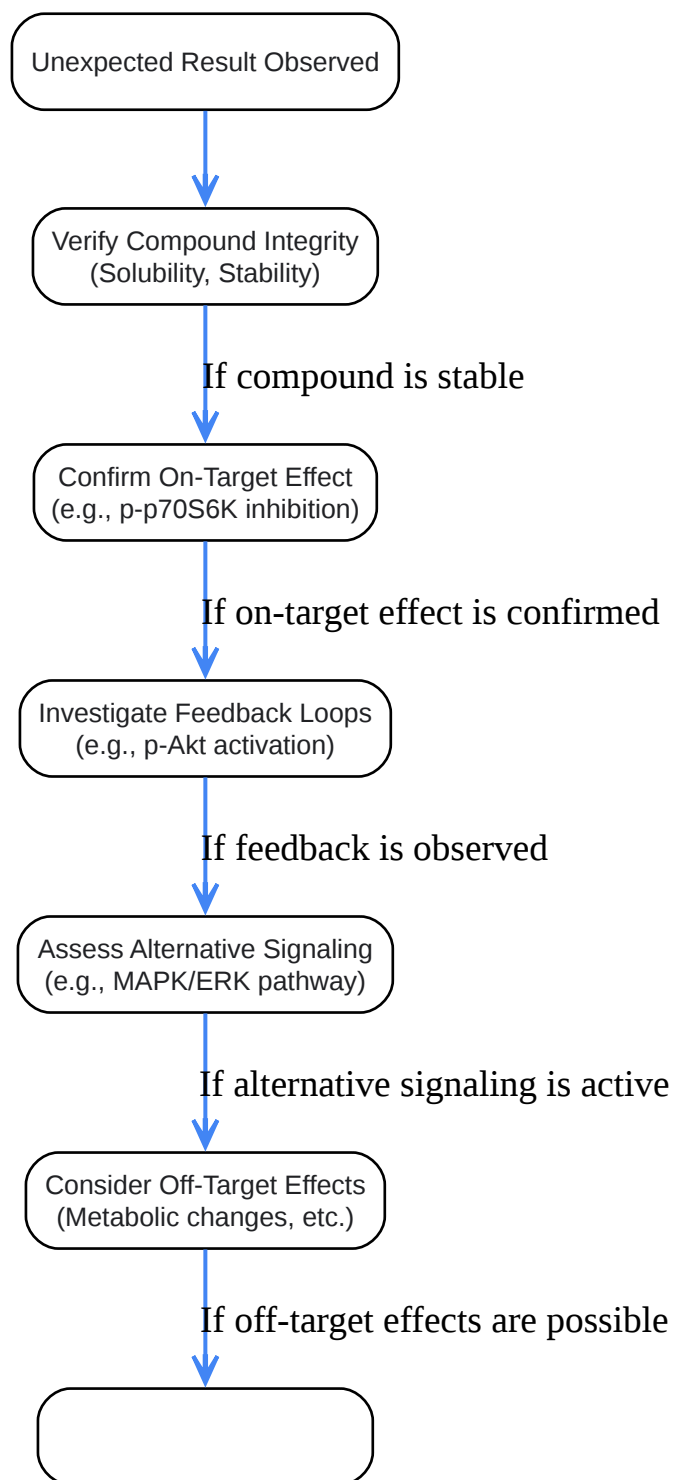 Unexpected Result Observed
Verify Compound Integrity
(Solubility, Stability)
If compound is stable
Confirm On-Target Effect
(e.g., p-p70S6K inhibition)
If on-target effect is confirmed
Investigate Feedback Loops
(e.g., p-Akt activation)
If feedback is observed
Assess Alternative Signaling
(e.g., MAPK/ERK pathway)
If alternative signaling is active
Consider Off-Target Effects
(Metabolic changes, etc.)
If off-target effects are possible